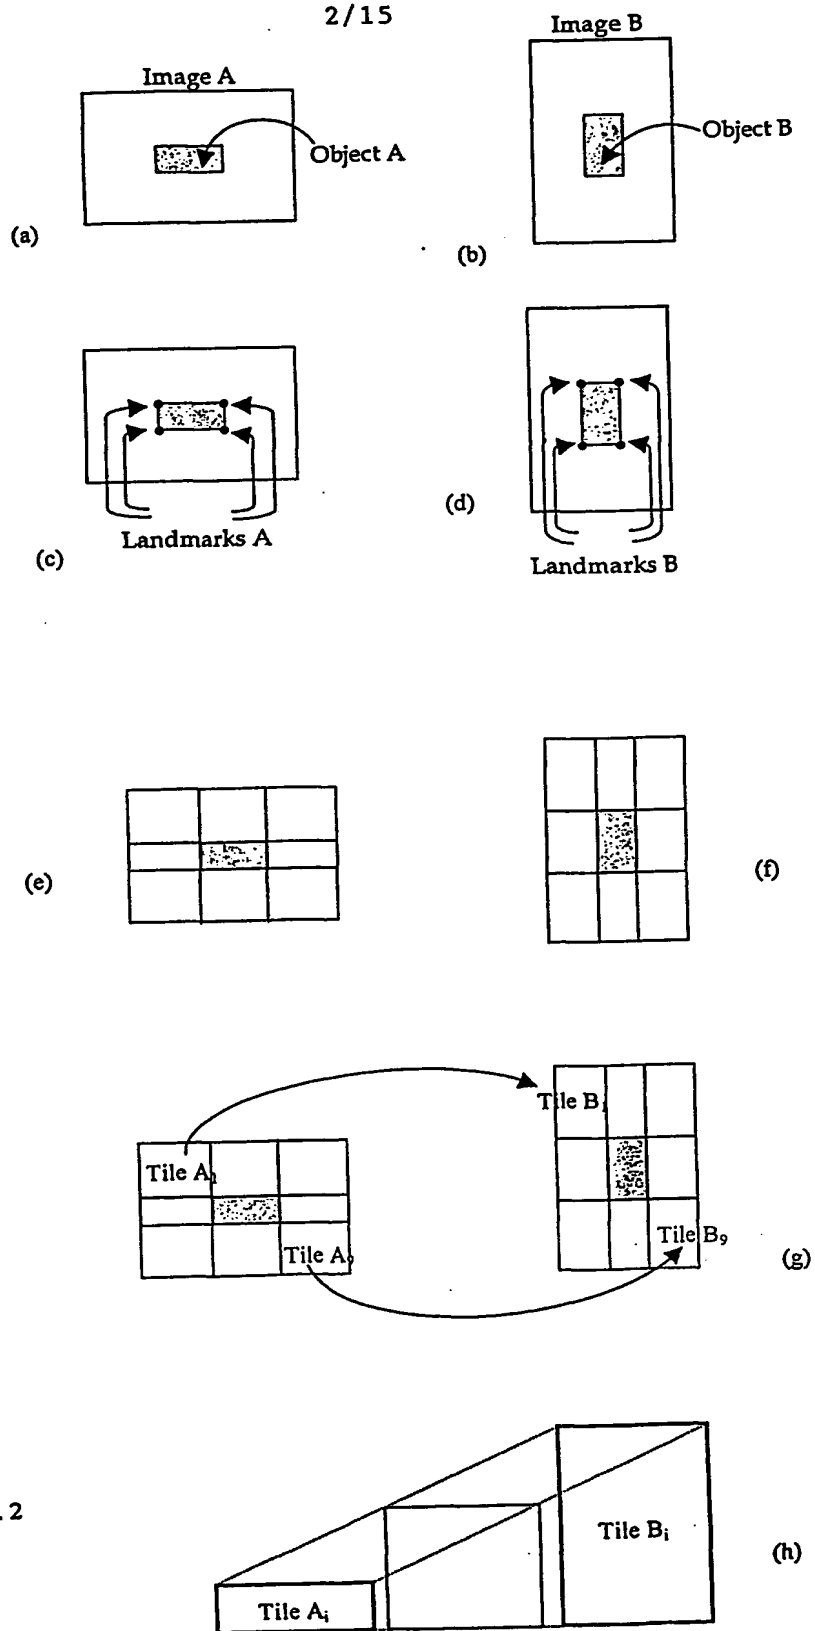 2/15
Image A
Image B
Object A
Object B
(a)
(b)
Landmarks A
Landmarks B
(c)
(d)
(e)
(f)
Tile A₁
Tile B₁
Tile A₉
Tile B₉
(g)
. 2
Tile Bᵢ
(h)
Tile Aᵢ